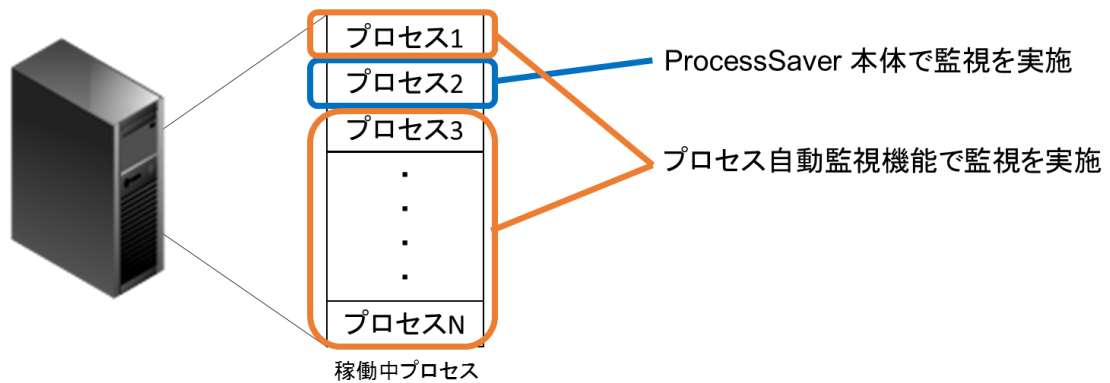 プロセス1
プロセス2
プロセス3
・
・
・
・
プロセスN
稼働中プロセス
ProcessSaver 本体で監視を実施
プロセス自動監視機能で監視を実施